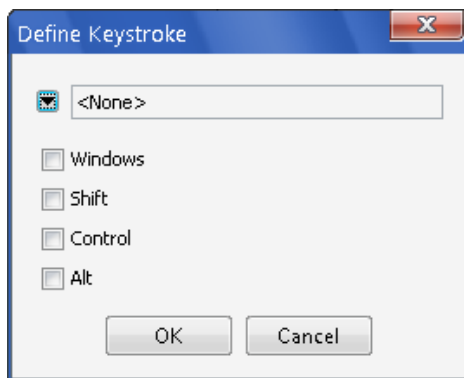 Define Keystroke
<None>
Windows
Shift
Control
Alt
OK Cancel